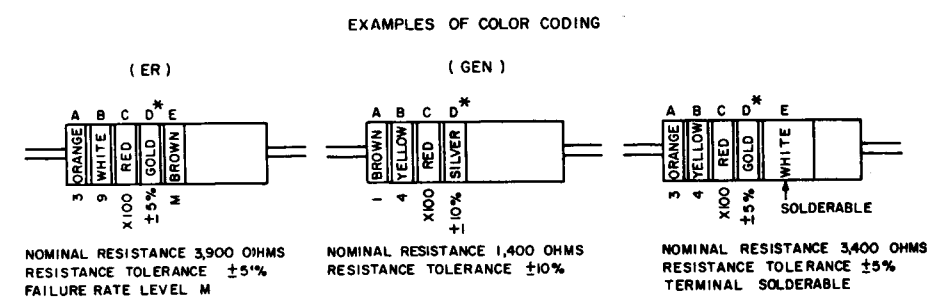 EXAMPLES OF COLOR CODING
(ER)
A B C D* E
ORANGE WHITE RED GOLD BROWN
3 9 X100 ±5% M
NOMINAL RESISTANCE 3,900 OHMS
RESISTANCE TOLERANCE ±5%
FAILURE RATE LEVEL M
(GEN)
A B C D*
BROWN YELLOW RED SILVER
1 4 X100 ±10%
NOMINAL RESISTANCE 1,400 OHMS
RESISTANCE TOLERANCE ±10%
A B C D* E
ORANGE YELLOW RED GOLD WHITE
3 4 X100 ±5%
SOLDERABLE
NOMINAL RESISTANCE 3,400 OHMS
RESISTANCE TOLERANCE ±5%
TERMINAL SOLDERABLE